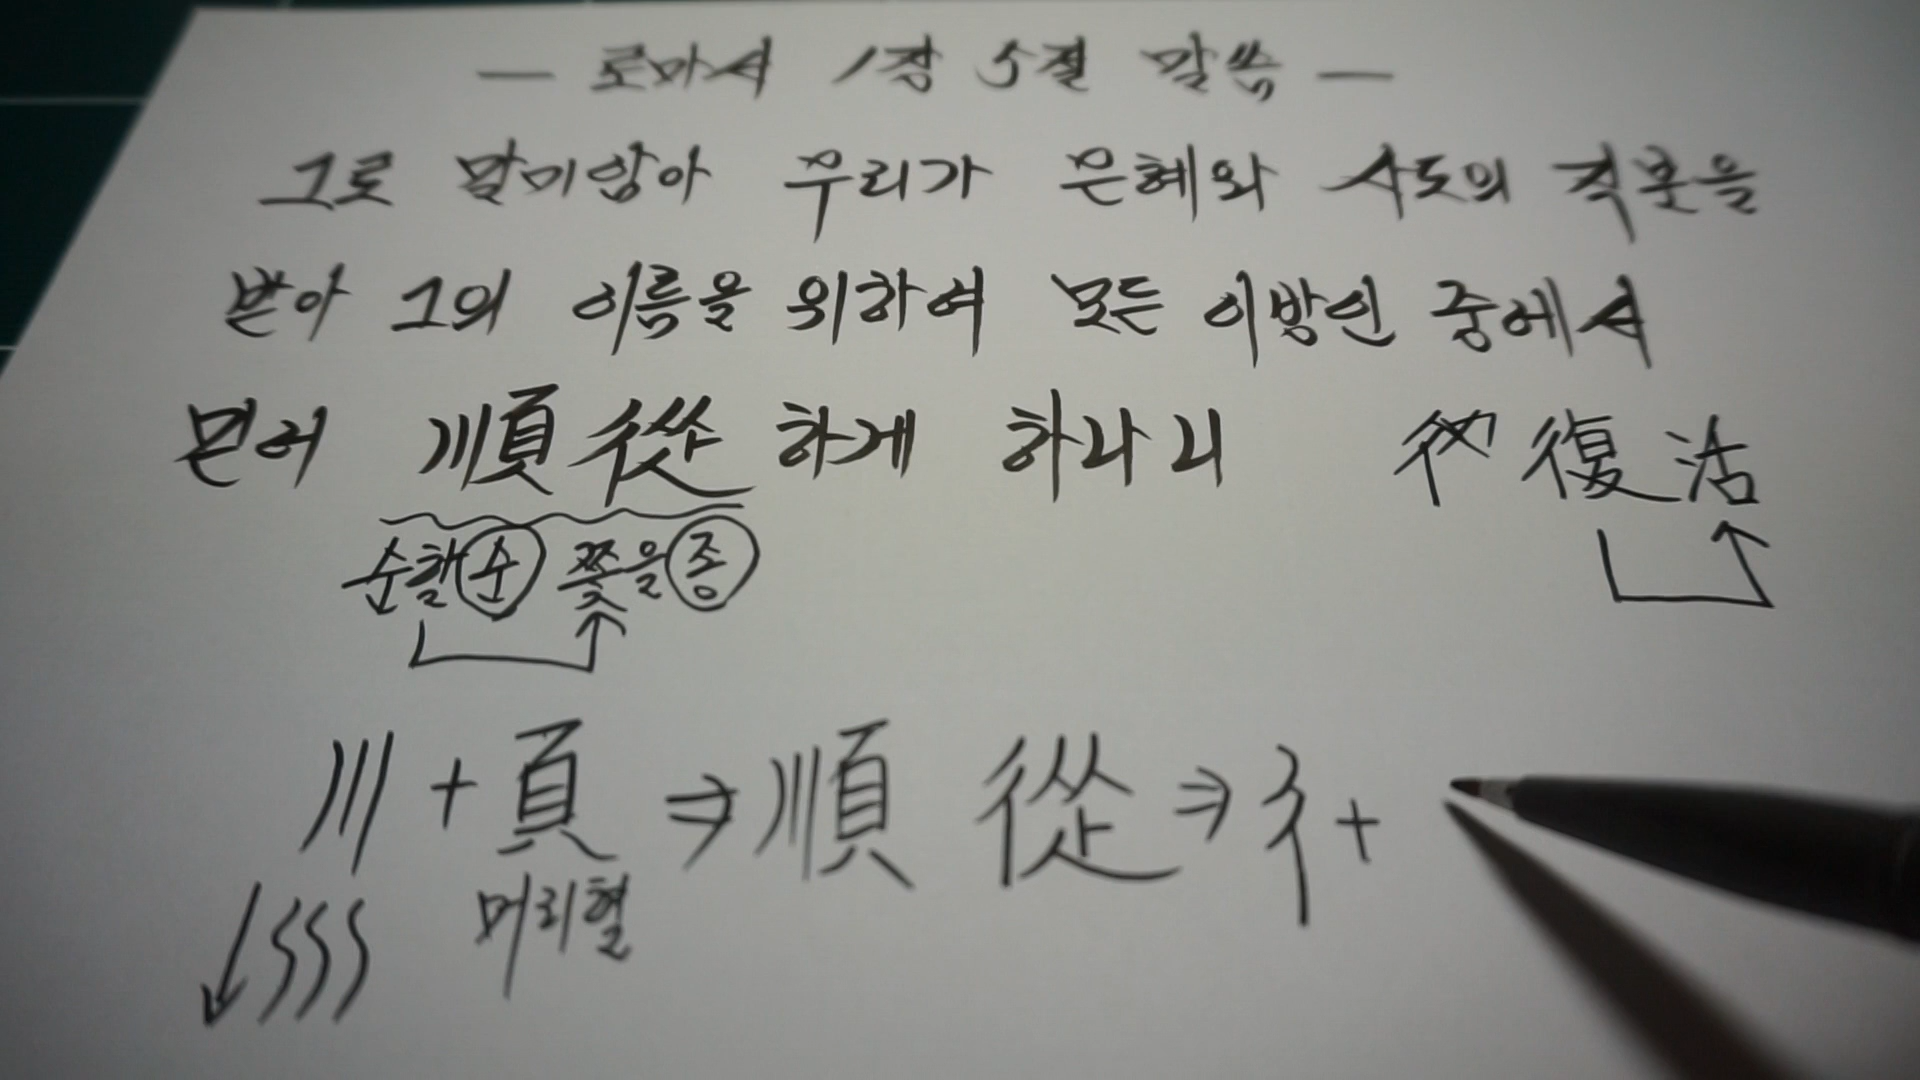 — 로마서 1장 5절 말씀 —
그로 말미암아 우리가 은혜와 사도의 직분을
받아 그의 이름을 위하여 모든 이방인 중에서
믿어 順從하게 하나니 復活
순할 순 쫓을 종
川 + 頁 ⇒ 順 從 ⇒ 彳 +
머리혈